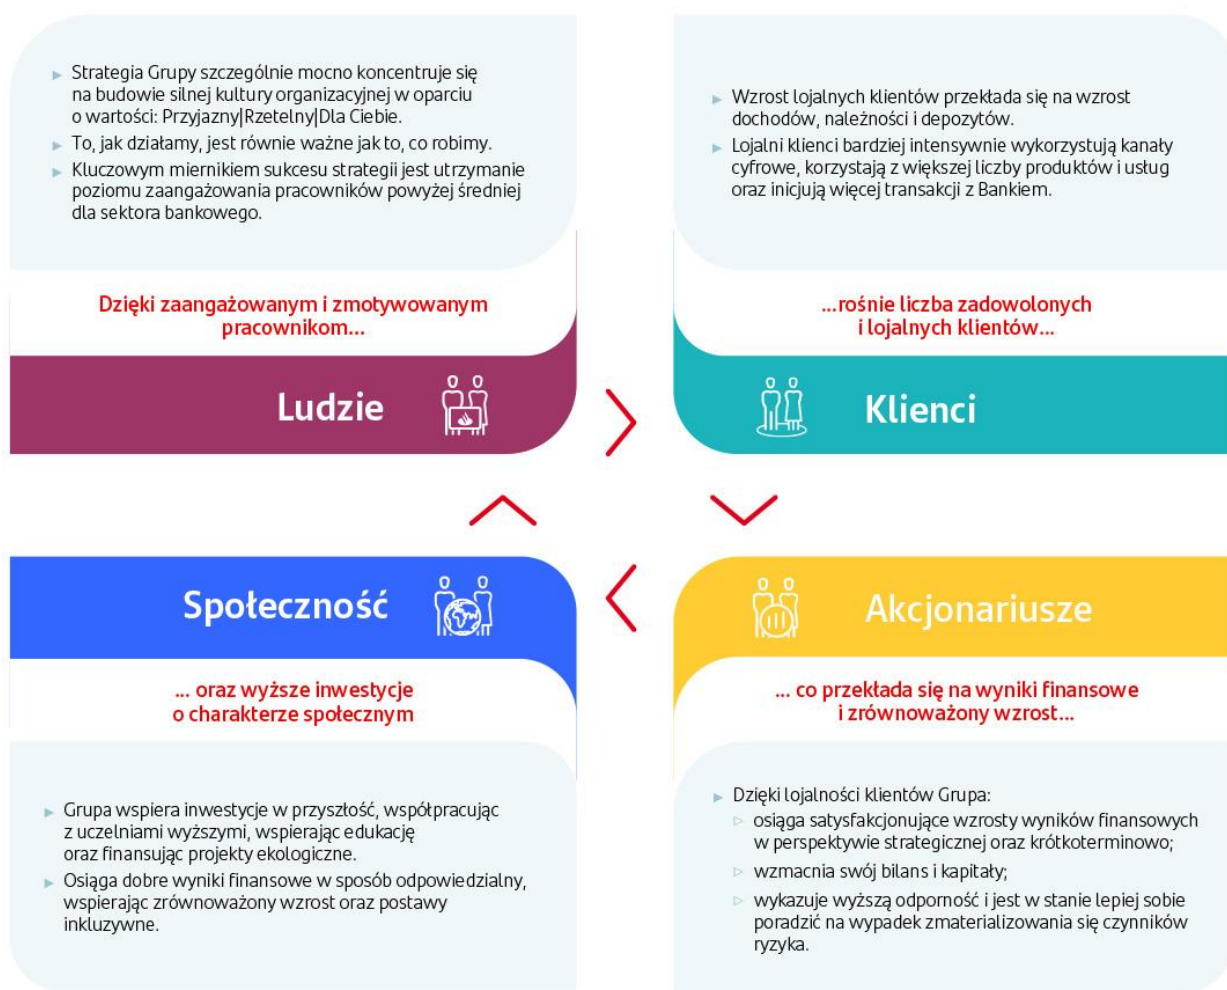 Strategia Grupy szczególnie mocno koncentruje się
na budowie silnej kultury organizacyjnej w oparciu
o wartości: Przyjazny|Rzetelny|Dla Ciebie.
To, jak działamy, jest równie ważne jak to, co robimy.
Kluczowym miernikiem sukcesu strategii jest utrzymanie
poziomu zaangażowania pracowników powyżej średniej
dla sektora bankowego.
Dzięki zaangażowanym i zmotywowanym
pracownikom...
Ludzie
Wzrost lojalnych klientów przekłada się na wzrost
dochodów, należności i depozytów.
Lojalni klienci bardziej intensywnie wykorzystują kanały
cyfrowe, korzystają z większej liczby produktów i usług
oraz inicjują więcej transakcji z Bankiem.
...rośnie liczba zadowolonych
i lojalnych klientów...
Klienci
Społeczność
... oraz wyższe inwestycje
o charakterze społecznym
Grupa wspiera inwestycje w przyszłość, współpracując
z uczelniami wyższymi, wspierając edukację
oraz finansując projekty ekologiczne.
Osiąga dobre wyniki finansowe w sposób odpowiedzialny,
wspierając zrównoważony wzrost oraz postawy
inkluzywne.
Akcjonariusze
... co przekłada się na wyniki finansowe
i zrównoważony wzrost...
Dzięki lojalności klientów Grupa:
osiąga satysfakcjonujące wzrosty wyników finansowych
w perspektywie strategicznej oraz krótkoterminowo;
wzmacnia swój bilans i kapitały;
wykazuje wyższą odporność i jest w stanie lepiej sobie
poradzić na wypadek zmaterializowania się czynników
ryzyka.